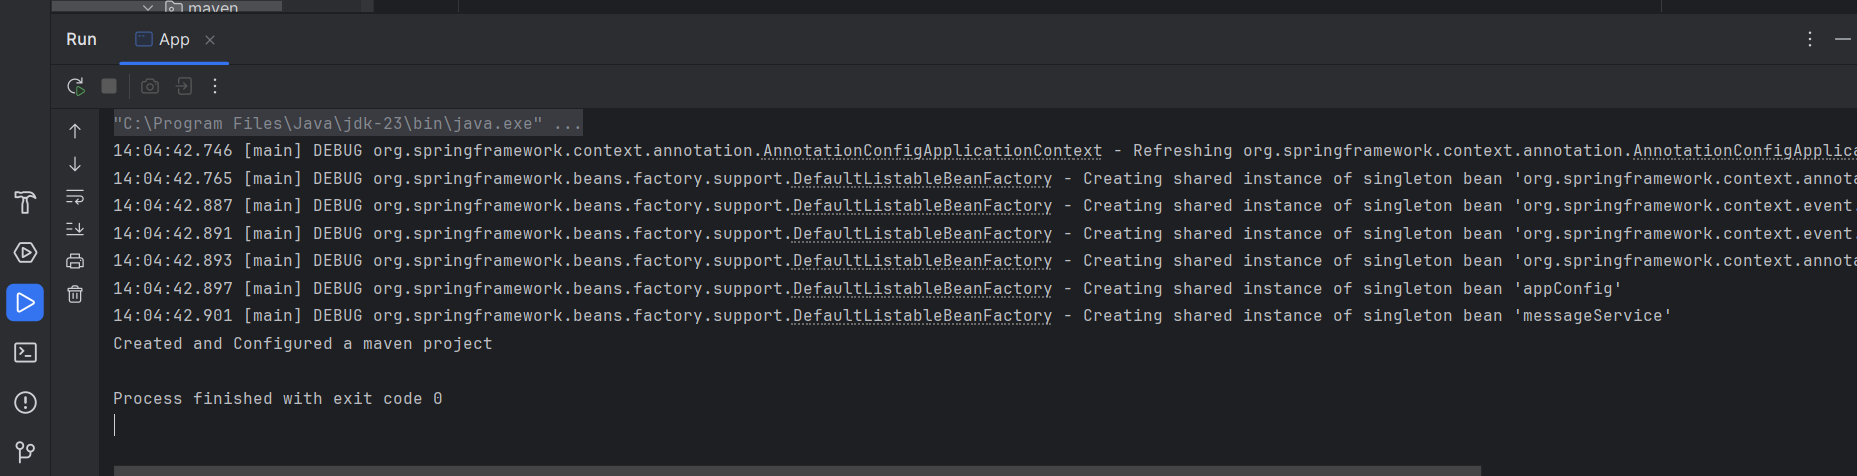 maven
Run App
"C:\Program Files\Java\jdk-23\bin\java.exe" ...
14:04:42.746 [main] DEBUG org.springframework.context.annotation.AnnotationConfigApplicationContext - Refreshing org.springframework.context.annotation.AnnotationConfigApplica
14:04:42.765 [main] DEBUG org.springframework.beans.factory.support.DefaultListableBeanFactory - Creating shared instance of singleton bean 'org.springframework.context.annota
14:04:42.887 [main] DEBUG org.springframework.beans.factory.support.DefaultListableBeanFactory - Creating shared instance of singleton bean 'org.springframework.context.event.
14:04:42.891 [main] DEBUG org.springframework.beans.factory.support.DefaultListableBeanFactory - Creating shared instance of singleton bean 'org.springframework.context.event.
14:04:42.893 [main] DEBUG org.springframework.beans.factory.support.DefaultListableBeanFactory - Creating shared instance of singleton bean 'org.springframework.context.annota
14:04:42.897 [main] DEBUG org.springframework.beans.factory.support.DefaultListableBeanFactory - Creating shared instance of singleton bean 'appConfig'
14:04:42.901 [main] DEBUG org.springframework.beans.factory.support.DefaultListableBeanFactory - Creating shared instance of singleton bean 'messageService'
Created and Configured a maven project
Process finished with exit code 0